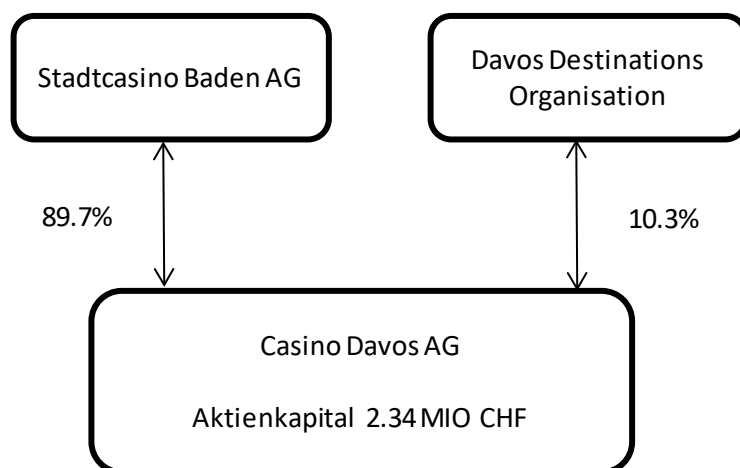 Stadtcasino Baden AG
Davos Destinations
Organisation
89.7%
10.3%
Casino Davos AG
Aktienkapital 2.34 MIO CHF